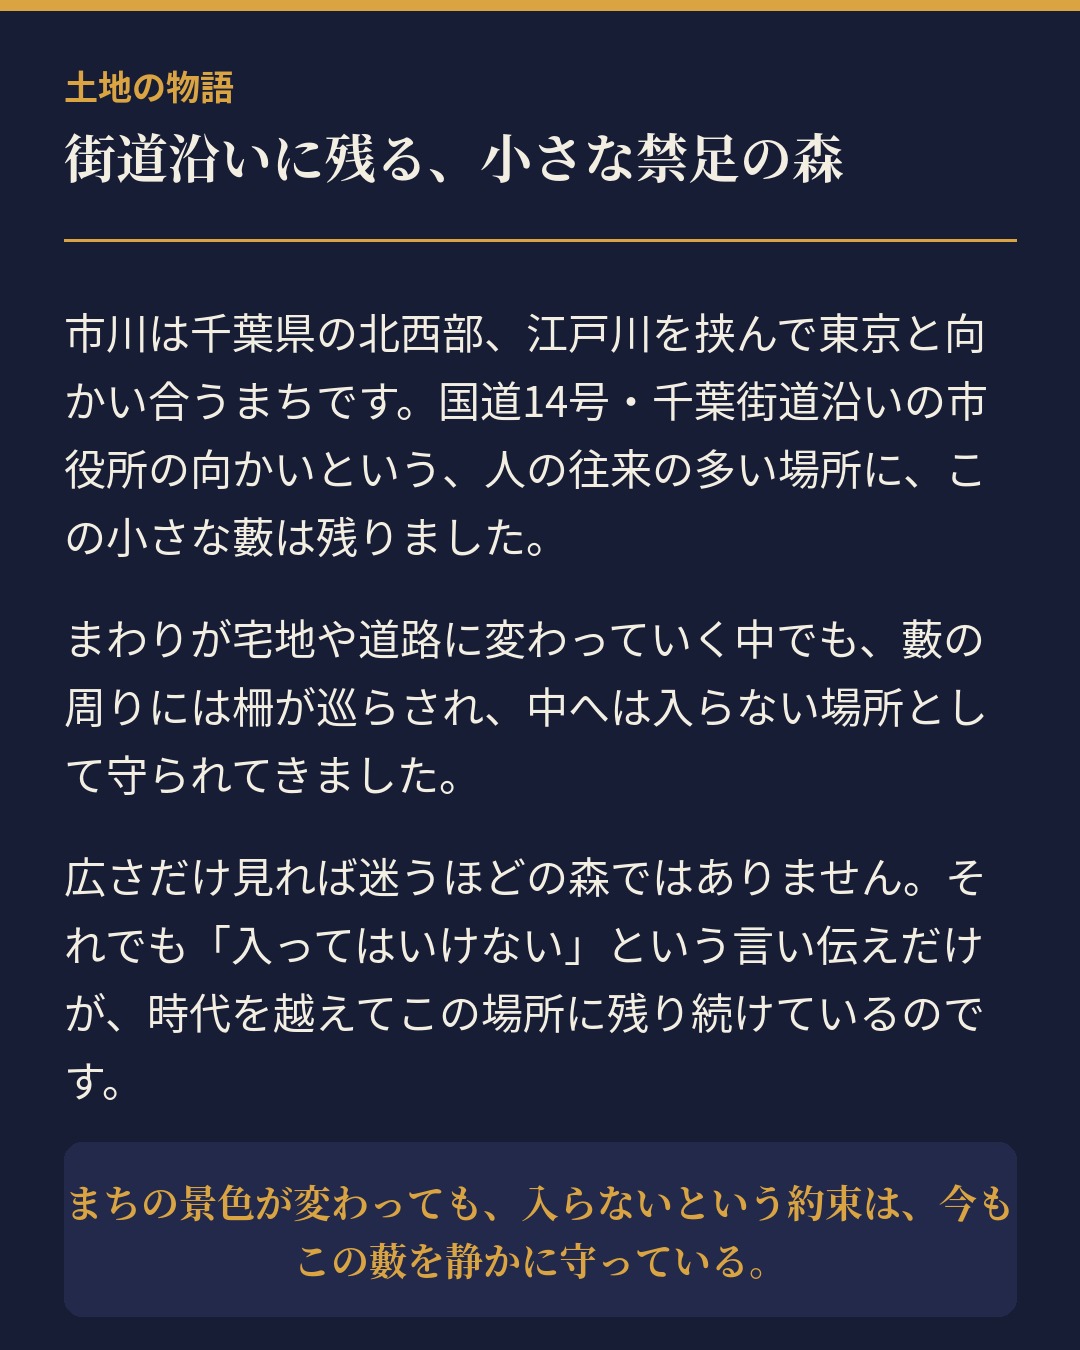 土地の物語
街道沿いに残る、小さな禁足の森
市川は千葉県の北西部、江戸川を挟んで東京と向
かい合うまちです。国道14号・千葉街道沿いの市
役所の向かいという、人の往来の多い場所に、こ
の小さな藪は残りました。
まわりが宅地や道路に変わっていく中でも、藪の
周りには柵が巡らされ、中へは入らない場所とし
て守られてきました。
広さだけ見れば迷うほどの森ではありません。そ
れでも「入ってはいけない」という言い伝えだけ
が、時代を越えてこの場所に残り続けているので
す。
まちの景色が変わっても、入らないという約束は、今も
この藪を静かに守っている。